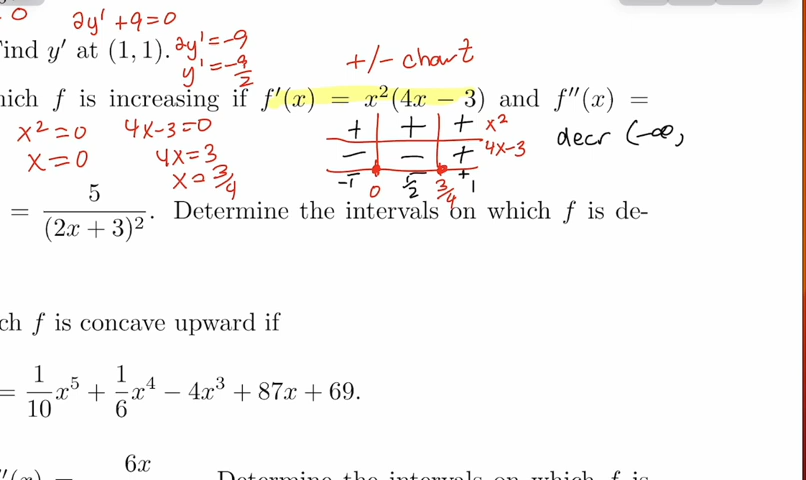 0 2y' + 9 = 0
ind y' at (1, 1). 2y' = -9
y' = -9/2
+/- chart
hich f is increasing if f'(x) = x²(4x − 3) and f''(x) =
x² = 0 4x-3=0 + + + x² decr (-∞,
x = 0 4x = 3 − − + 4x-3
x = 3/4 -1 0 1/2 3/4 1
= 5/(2x + 3)². Determine the intervals on which f is de-
ch f is concave upward if
= 1/10 x⁵ + 1/6 x⁴ − 4x³ + 87x + 69.
6x
''(x) = Determine the intervals on which f is